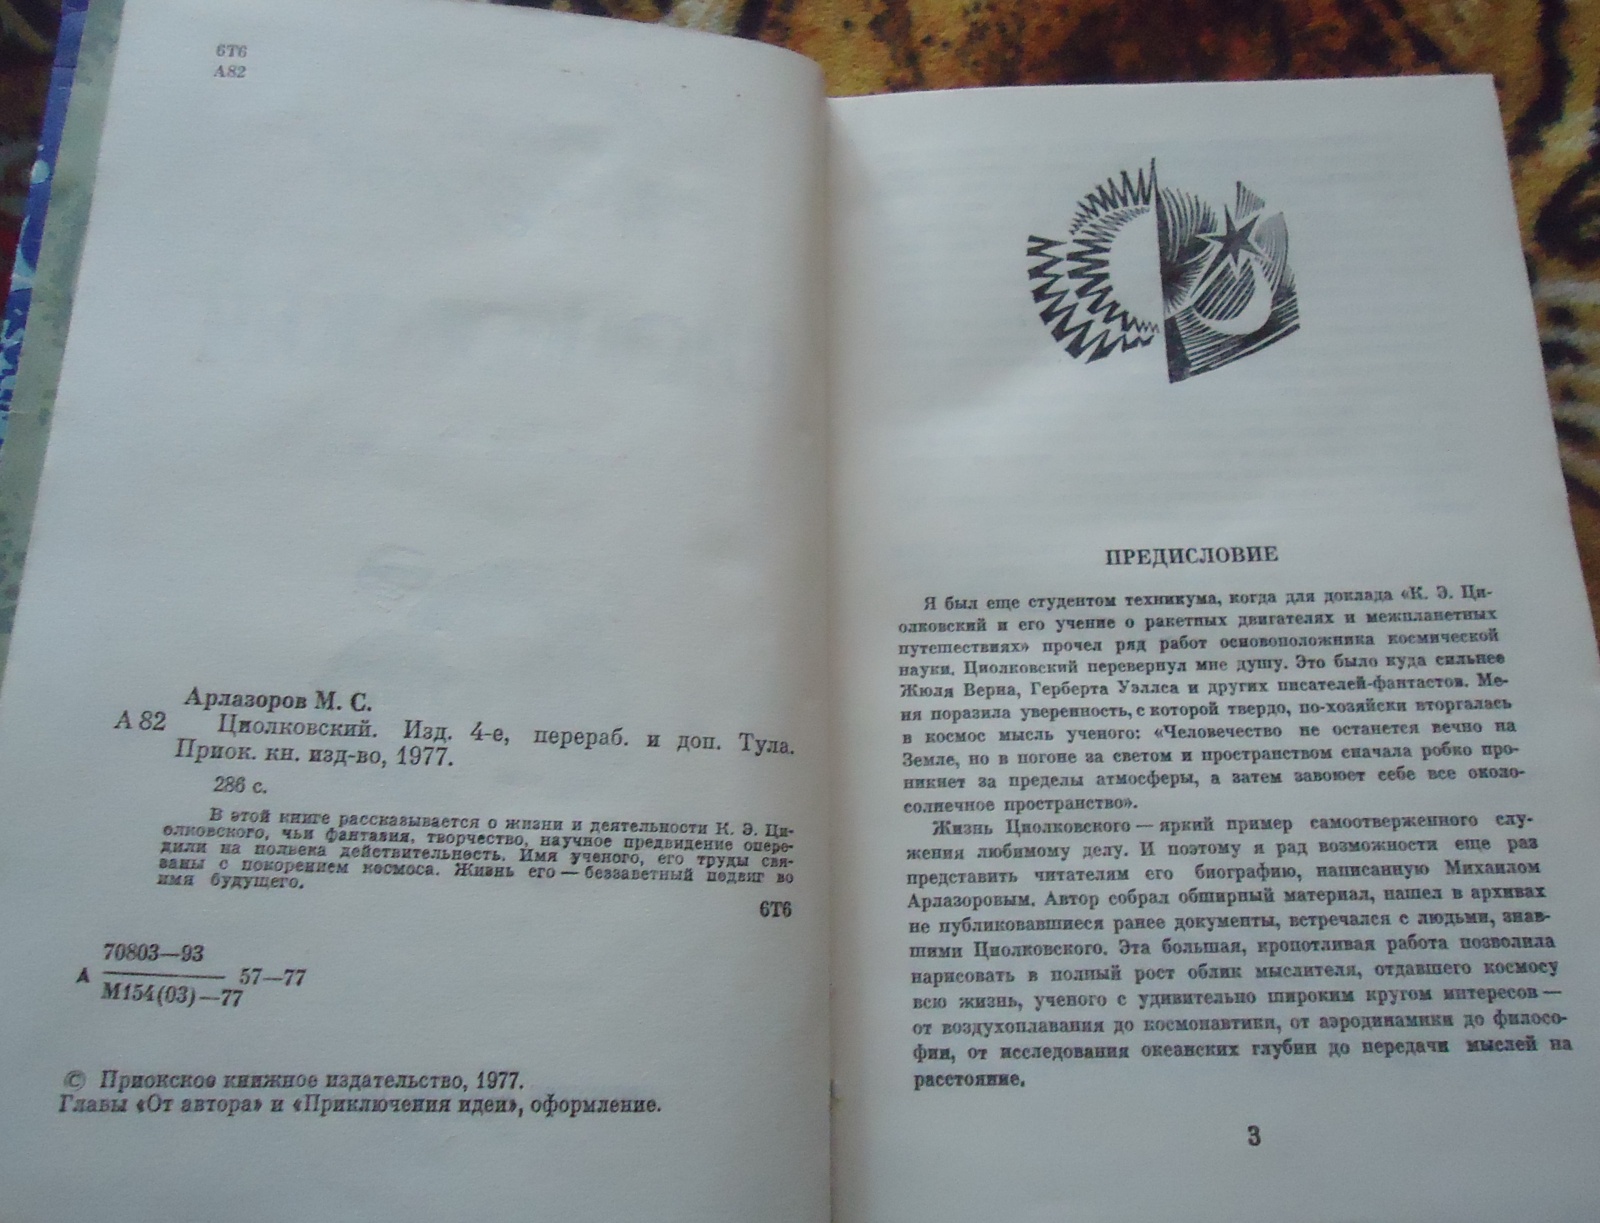 6Т6
А82
Арлазоров М. С.
А 82 Циолковский. Изд. 4-е, перераб. и доп. Тула.
Приок. кн. изд-во, 1977.
286 с.
В этой книге рассказывается о жизни и деятельности К. Э. Ци-
олковского, чьи фантазия, творчество, научное предвидение опере-
дили на полвека действительность. Имя ученого, его труды свя-
заны с покорением космоса. Жизнь его — беззаветный подвиг во
имя будущего.
6Т6
70803—93
А 57—77
М154(03)—77
© Приокское книжное издательство, 1977.
Главы «От автора» и «Приключения идеи», оформление.
ПРЕДИСЛОВИЕ
Я был еще студентом техникума, когда для доклада «К. Э. Ци-
олковский и его учение о ракетных двигателях и межпланетных
путешествиях» прочел ряд работ основоположника космической
науки. Циолковский перевернул мне душу. Это было куда сильнее
Жюля Верна, Герберта Уэллса и других писателей-фантастов. Ме-
ня поразила уверенность, с которой твердо, по-хозяйски вторгалась
в космос мысль ученого: «Человечество не останется вечно на
Земле, но в погоне за светом и пространством сначала робко про-
никнет за пределы атмосферы, а затем завоюет себе все около-
солнечное пространство».
Жизнь Циолковского — яркий пример самоотверженного слу-
жения любимому делу. И поэтому я рад возможности еще раз
представить читателям его биографию, написанную Михаилом
Арлазоровым. Автор собрал обширный материал, нашел в архивах
не публиковавшиеся ранее документы, встречался с людьми, знав-
шими Циолковского. Эта большая, кропотливая работа позволила
нарисовать в полный рост облик мыслителя, отдавшего космосу
всю жизнь, ученого с удивительно широким кругом интересов —
от воздухоплавания до космонавтики, от аэродинамики до филосо-
фии, от исследования океанских глубин до передачи мыслей на
расстояние.
3